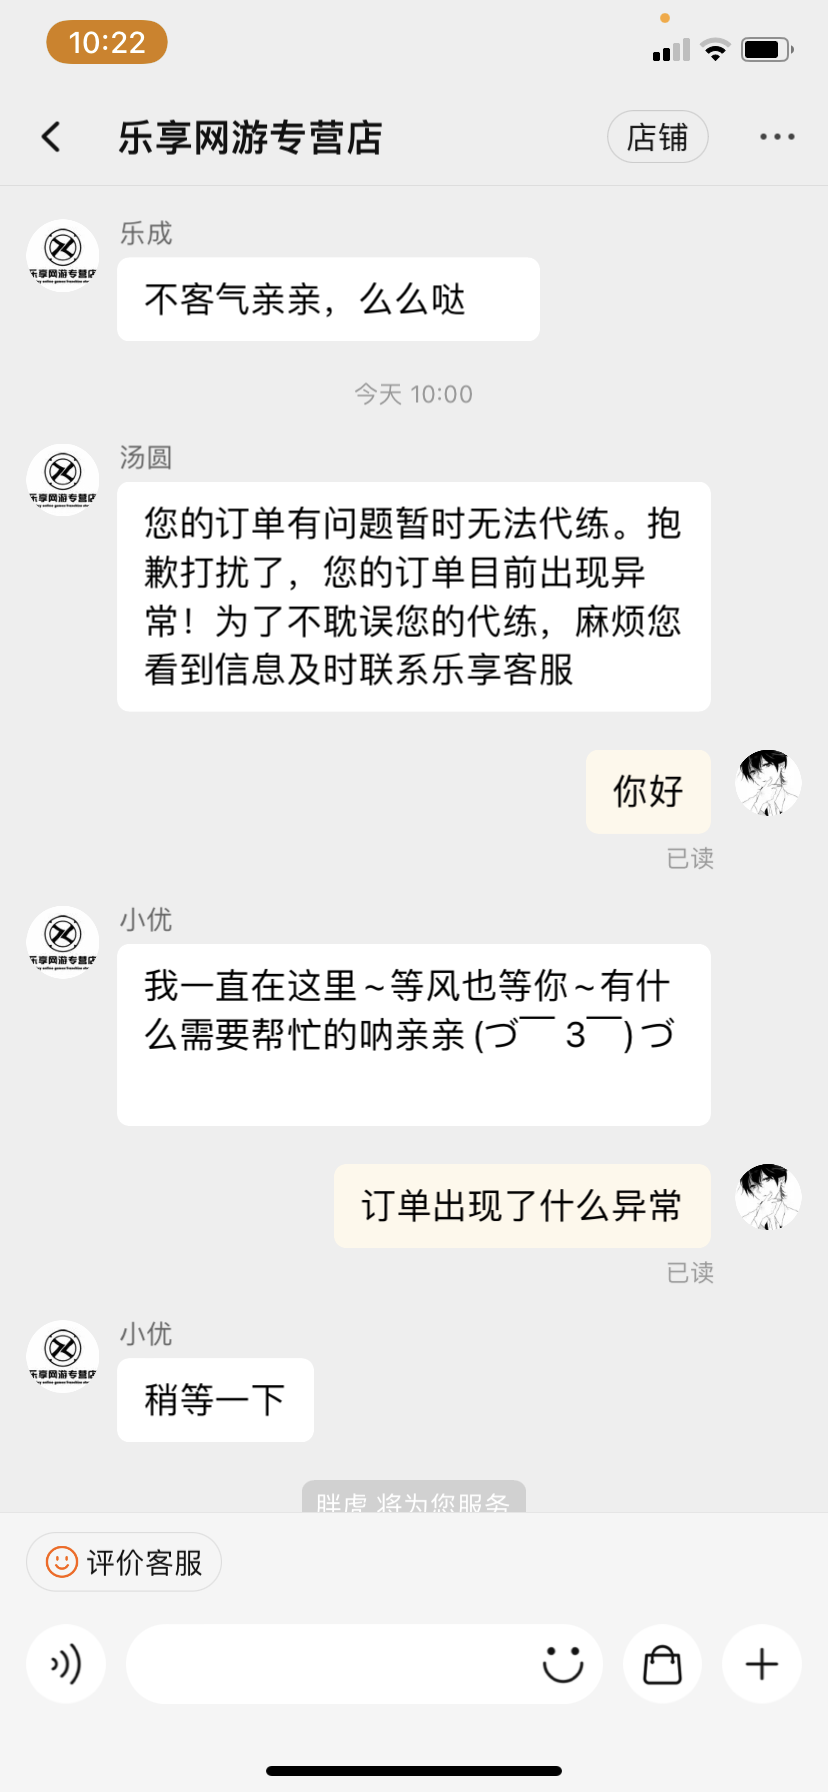 10:22
乐享网游专营店
店铺
乐成
乐享网游专营店
不客气亲亲，么么哒
今天 10:00
汤圆
乐享网游专营店
您的订单有问题暂时无法代练。抱
歉打扰了，您的订单目前出现异
常！为了不耽误您的代练，麻烦您
看到信息及时联系乐享客服
你好
已读
小优
乐享网游专营店
我一直在这里~等风也等你~有什
么需要帮忙的呐亲亲(づ￣ 3￣)づ
订单出现了什么异常
已读
小优
乐享网游专营店
稍等一下
胖虎 将为您服务
评价客服